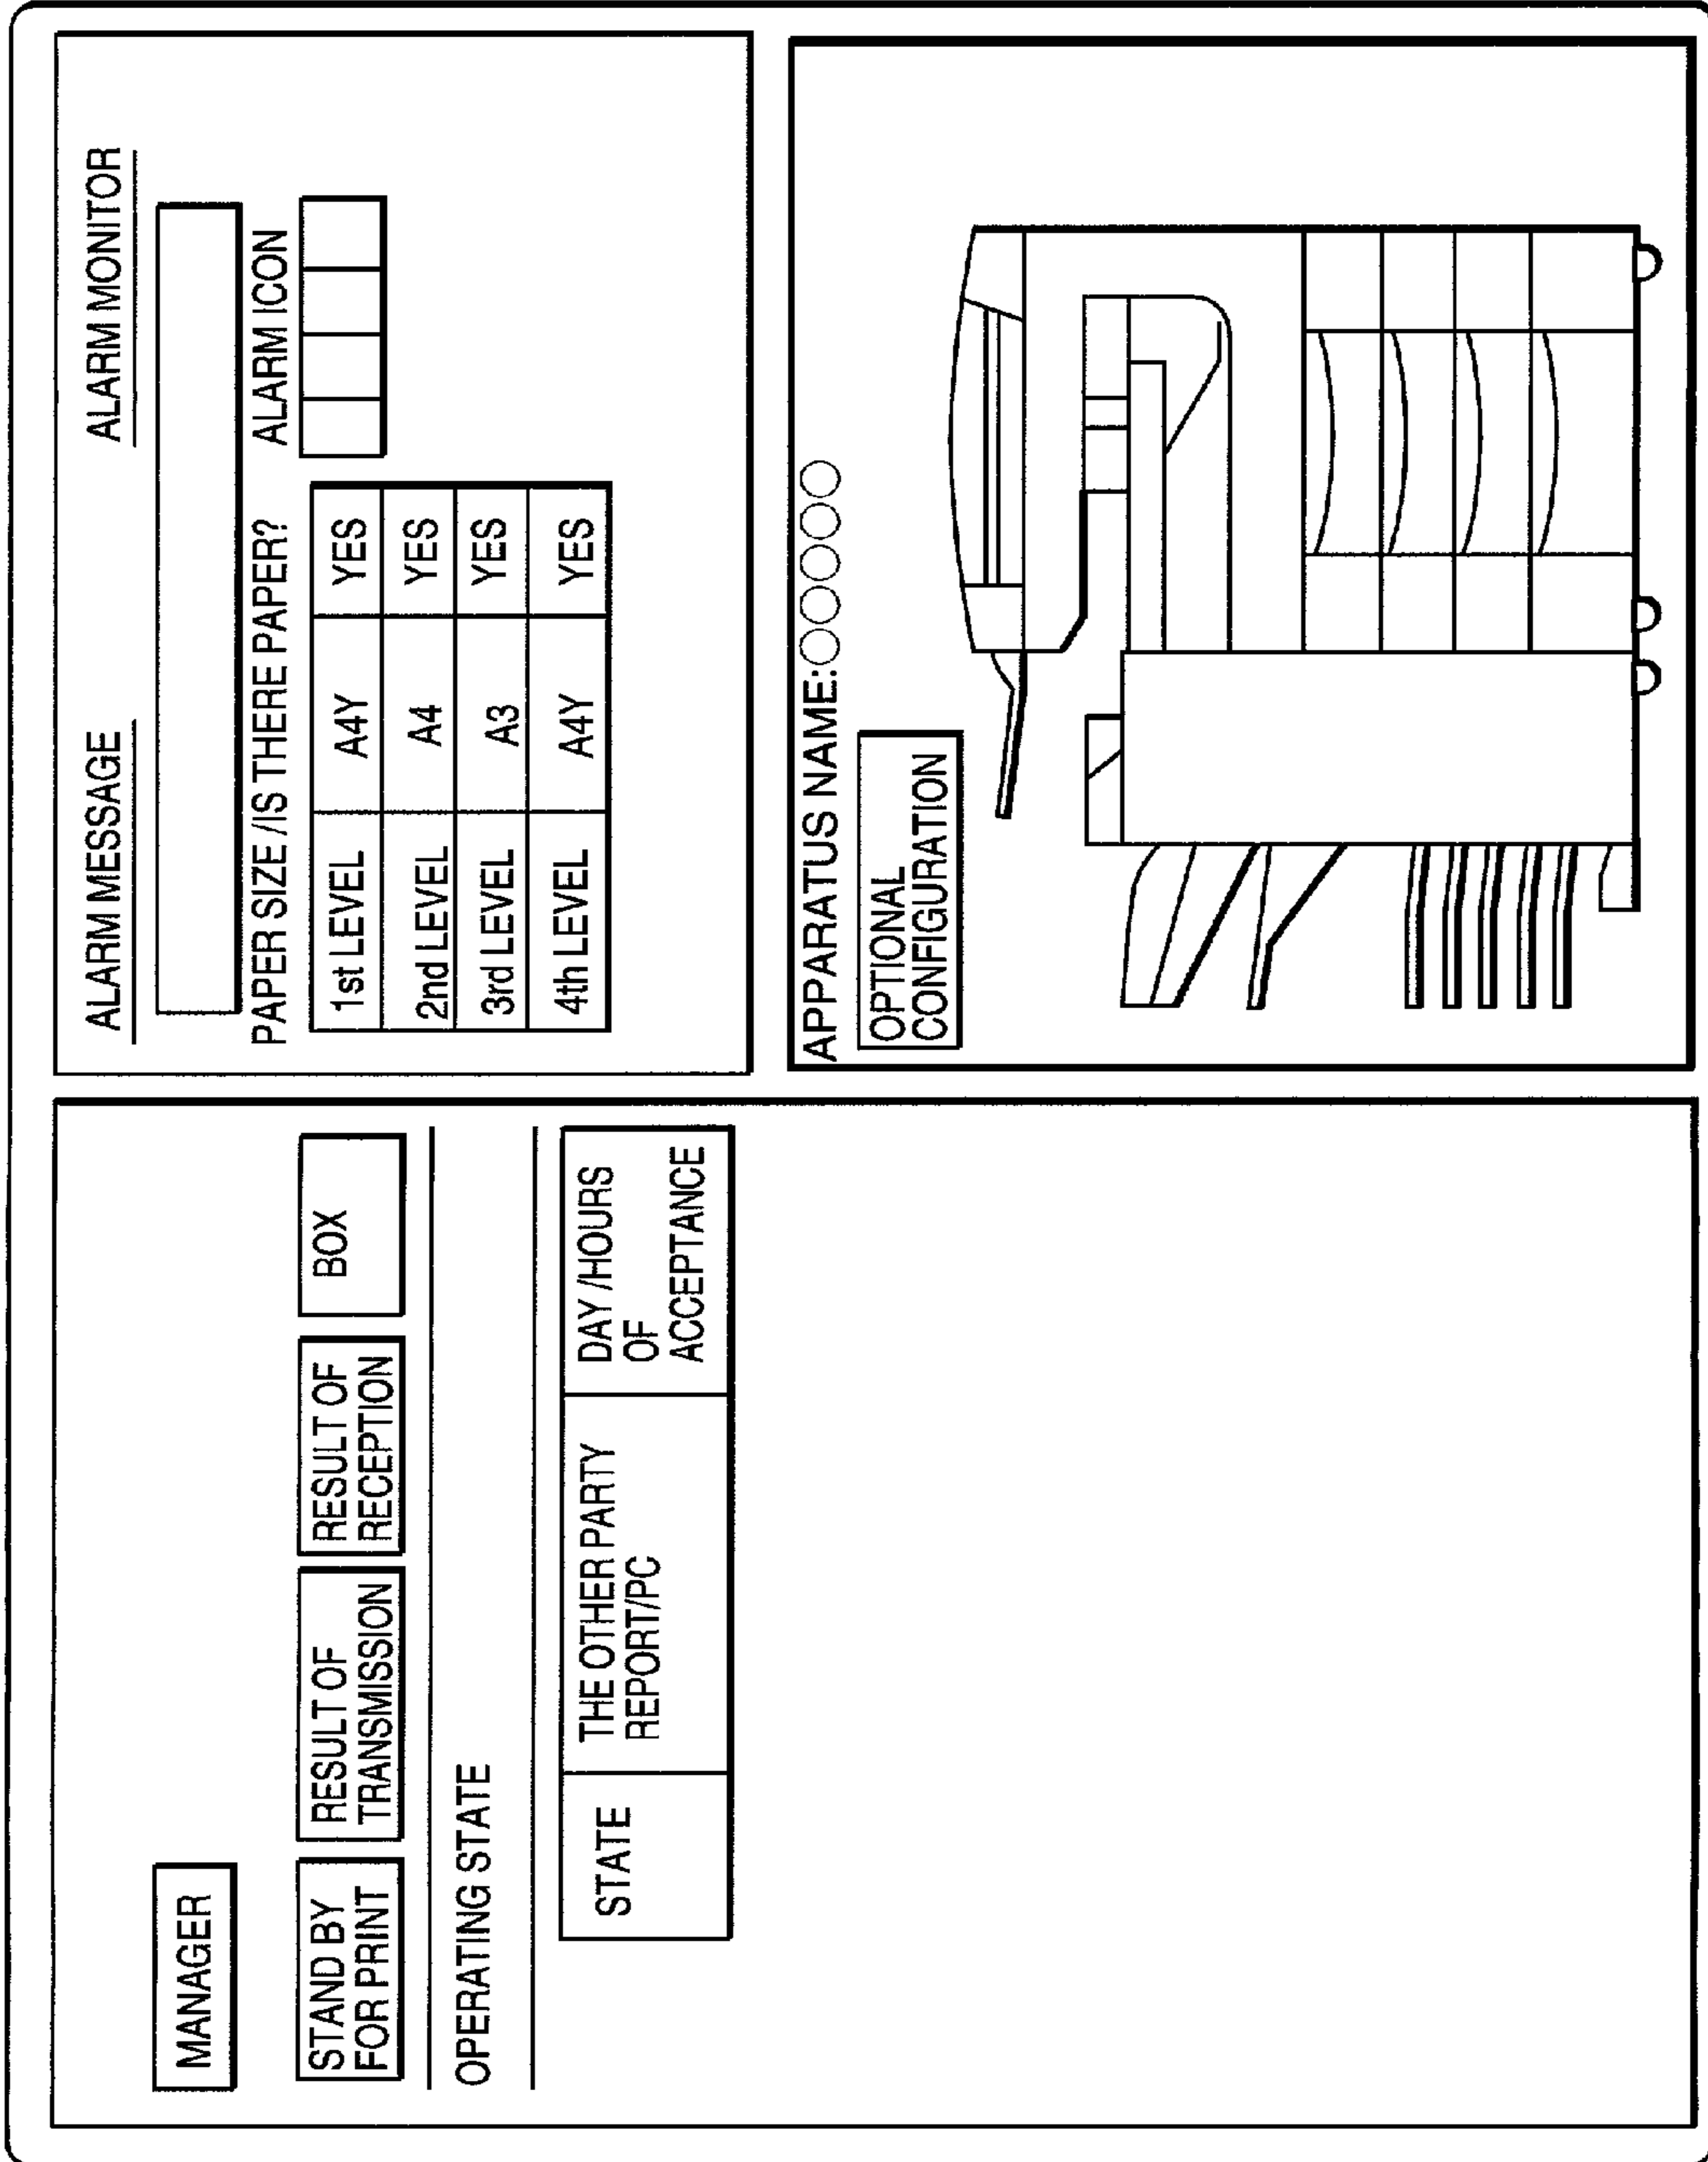 MANAGER
STAND BY
FOR PRINT
RESULT OF
TRANSMISSION
RESULT OF
RECEPTION
BOX
OPERATING STATE
STATE
THE OTHER PARTY
REPORT/PC
DAY /HOURS
OF
ACCEPTANCE
ALARM MESSAGE
ALARM MONITOR
PAPER SIZE /IS THERE PAPER?
ALARM ICON
1st LEVEL A4Y YES
2nd LEVEL A4 YES
3rd LEVEL A3 YES
4th LEVEL A4Y YES
APPARATUS NAME:○○○○○
OPTIONAL
CONFIGURATION